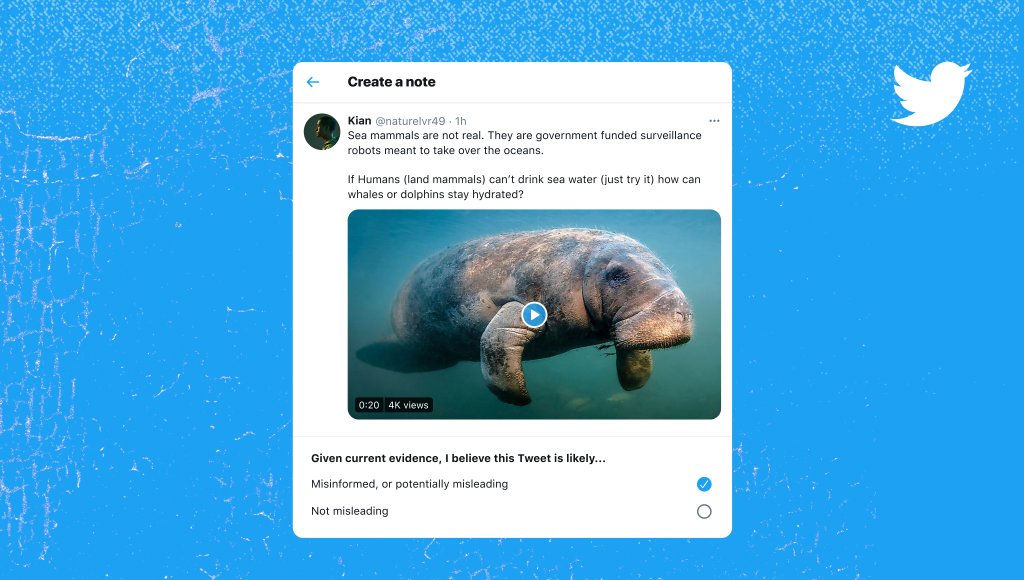 Create a note
Kian @naturelvr49 · 1h
Sea mammals are not real. They are government funded surveillance
robots meant to take over the oceans.
If Humans (land mammals) can’t drink sea water (just try it) how can
whales or dolphins stay hydrated?
0:20 4K views
Given current evidence, I believe this Tweet is likely...
Misinformed, or potentially misleading
Not misleading